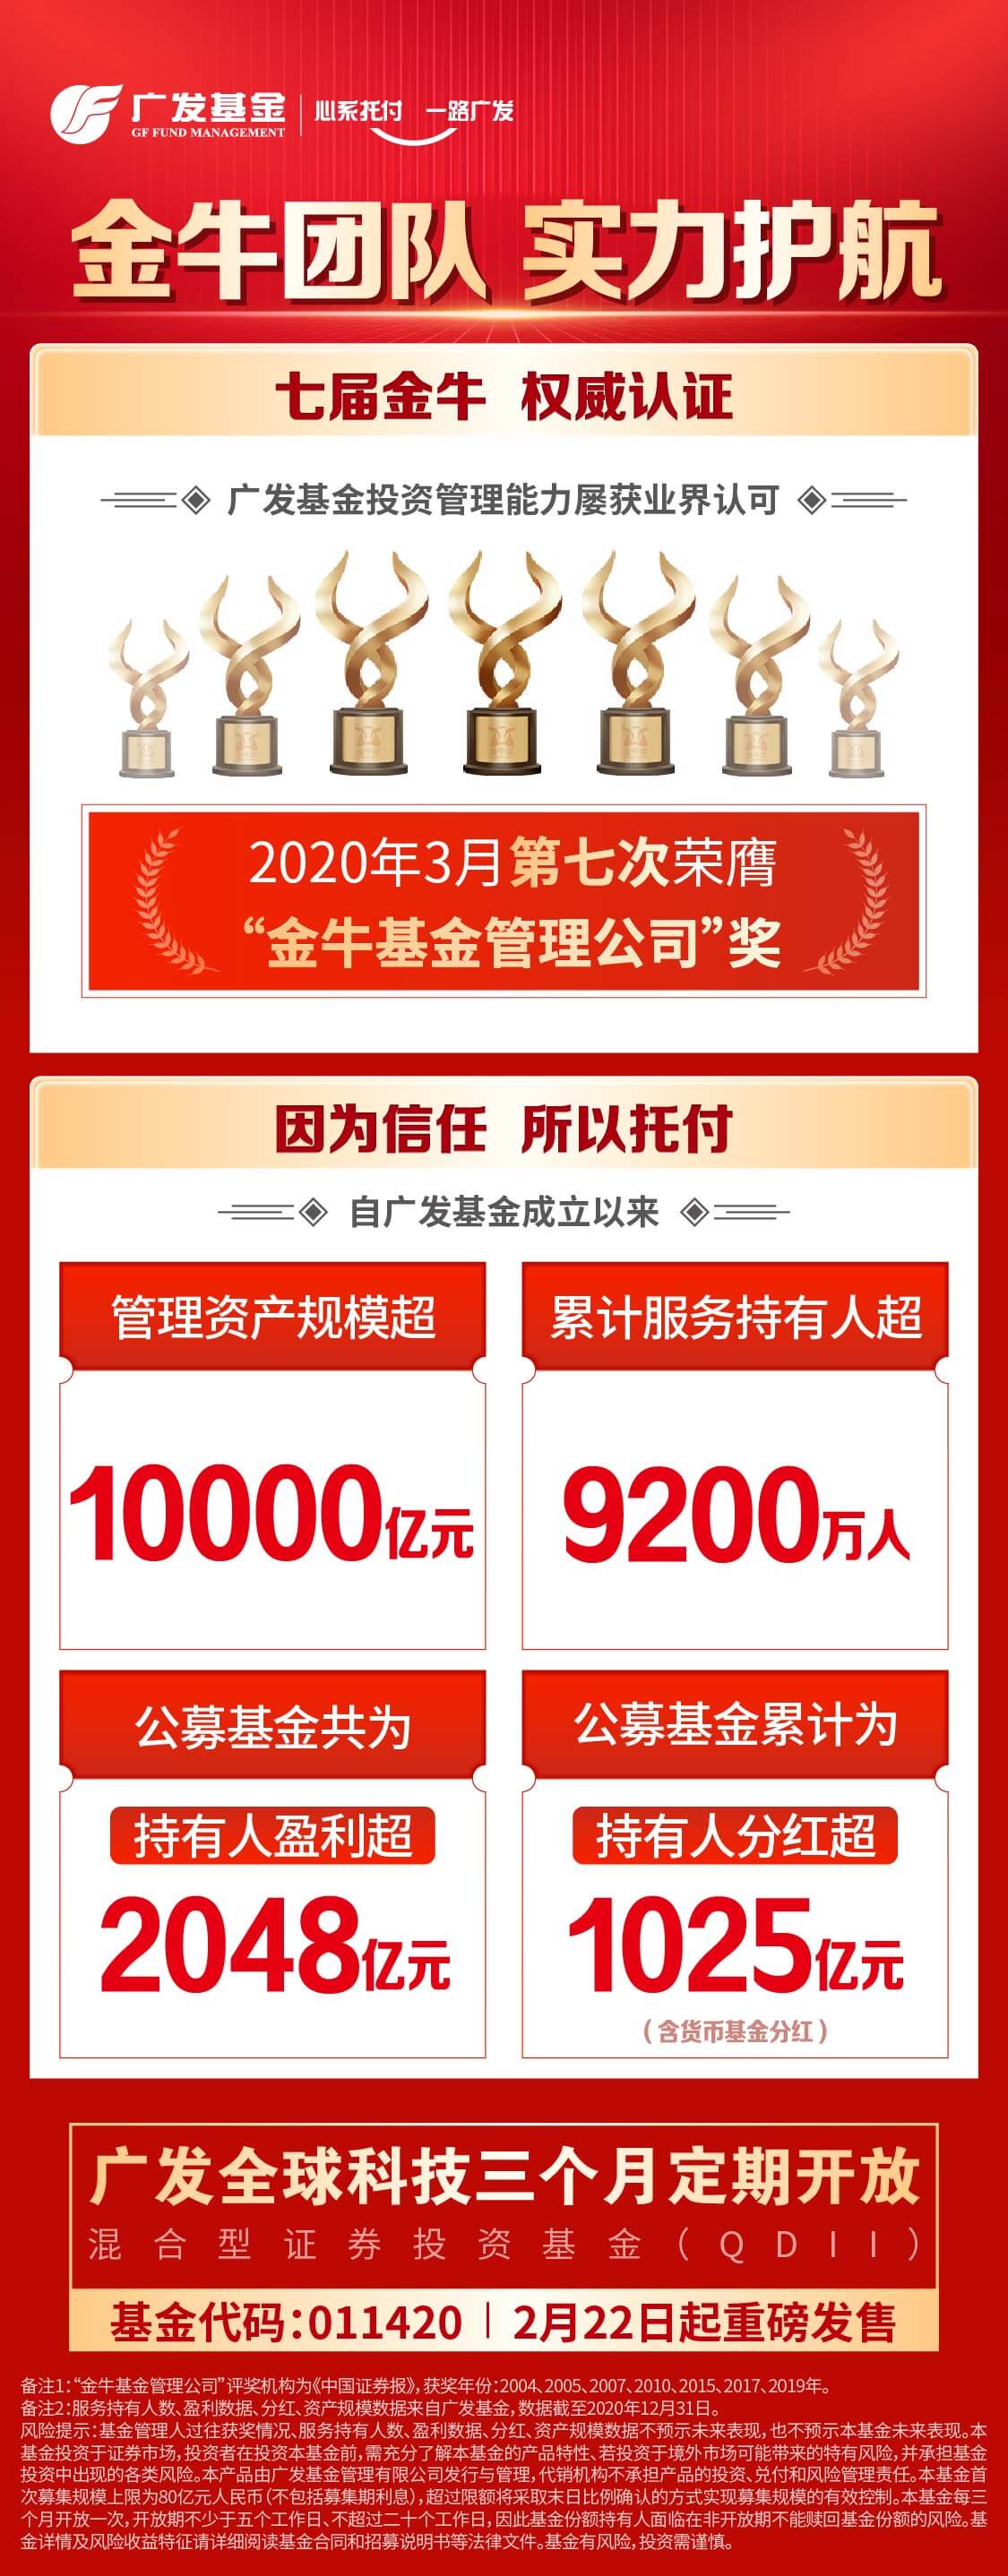 广发基金
GF FUND MANAGEMENT
心系托付 一路广发
金牛团队 实力护航
七届金牛 权威认证
广发基金投资管理能力屡获业界认可
2020年3月第七次荣膺
“金牛基金管理公司”奖
因为信任 所以托付
自广发基金成立以来
管理资产规模超
10000亿元
累计服务持有人超
9200万人
公募基金共为
持有人盈利超
2048亿元
公募基金累计为
持有人分红超
1025亿元
(含货币基金分红)
广发全球科技三个月定期开放
混合型证券投资基金(QDII)
基金代码:011420 | 2月22日起重磅发售
备注1:“金牛基金管理公司”评奖机构为《中国证券报》,获奖年份:2004、2005、2007、2010、2015、2017、2019年。
备注2:服务持有人数、盈利数据、分红、资产规模数据来自广发基金,数据截至2020年12月31日。
风险提示:基金管理人过往获奖情况、服务持有人数、盈利数据、分红、资产规模数据不预示未来表现,也不预示本基金未来表现。本
基金投资于证券市场,投资者在投资本基金前,需充分了解本基金的产品特性、若投资于境外市场可能带来的特有风险,并承担基金
投资中出现的各类风险。本产品由广发基金管理有限公司发行与管理,代销机构不承担产品的投资、兑付和风险管理责任。本基金首
次募集规模上限为80亿元人民币(不包括募集期利息),超过限额将采取末日比例确认的方式实现募集规模的有效控制。本基金每三
个月开放一次,开放期不少于五个工作日、不超过二十个工作日,因此基金份额持有人面临在非开放期不能赎回基金份额的风险。基
金详情及风险收益特征请详细阅读基金合同和招募说明书等法律文件。基金有风险,投资需谨慎。